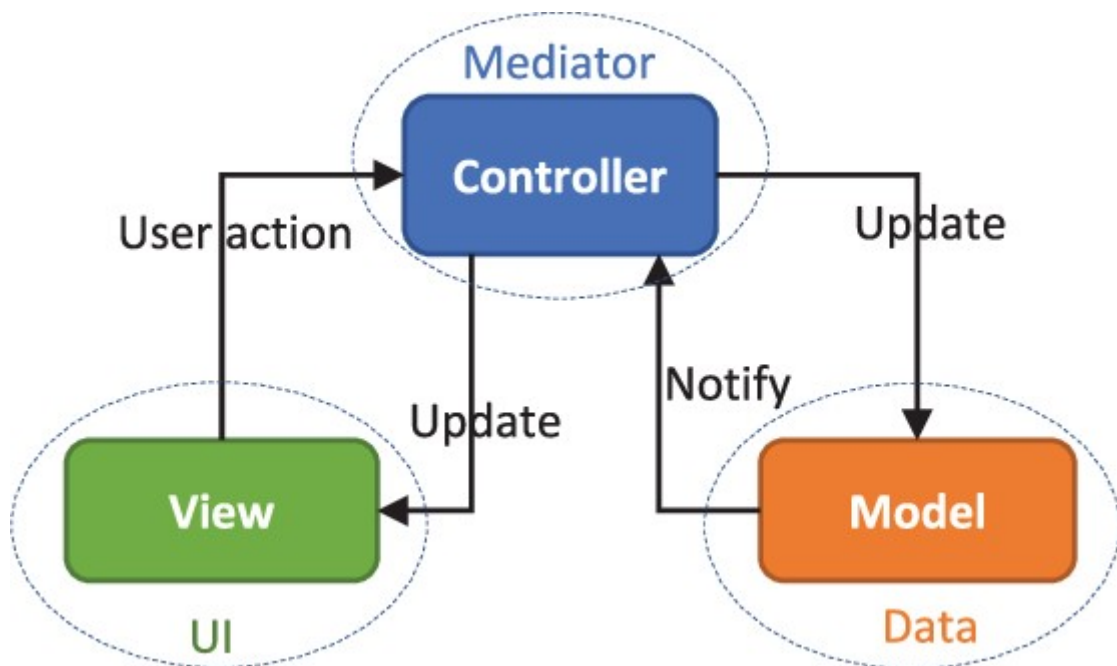 Mediator
Controller
User action
Update
Update
Notify
View
Model
UI
Data